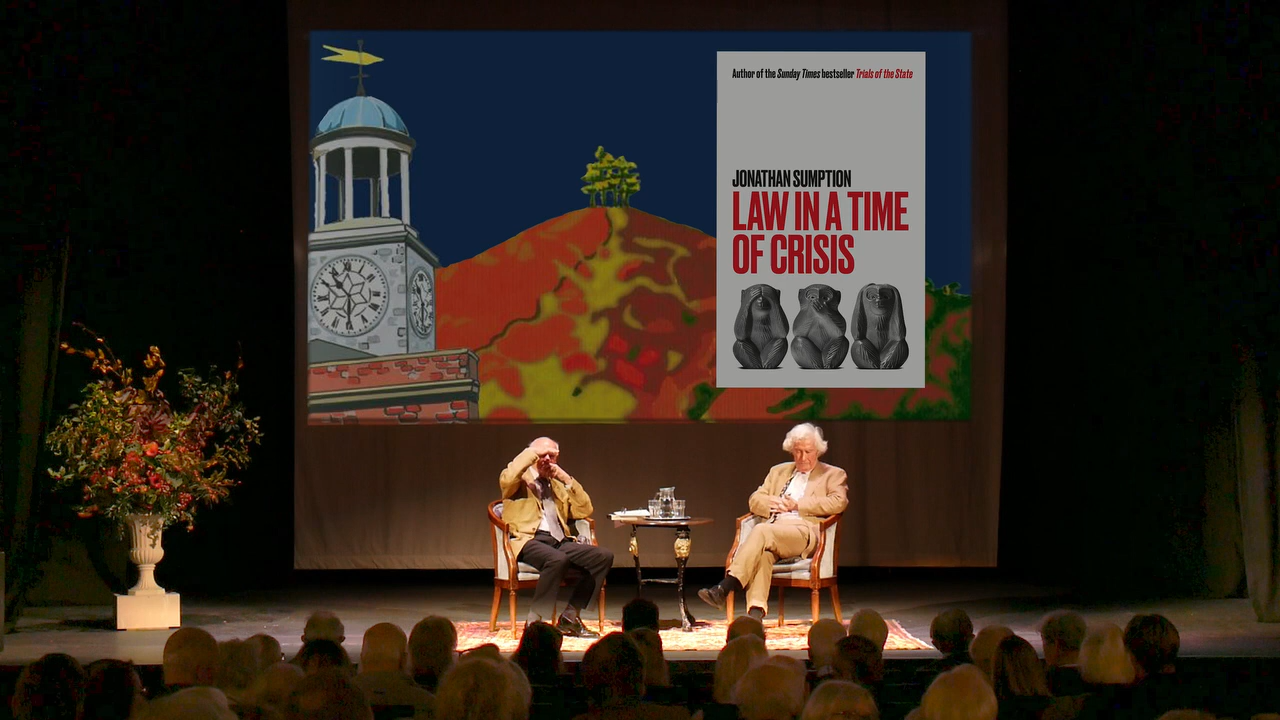 Author of the Sunday Times bestseller Trials of the State
JONATHAN SUMPTION
LAW IN A TIME
OF CRISIS